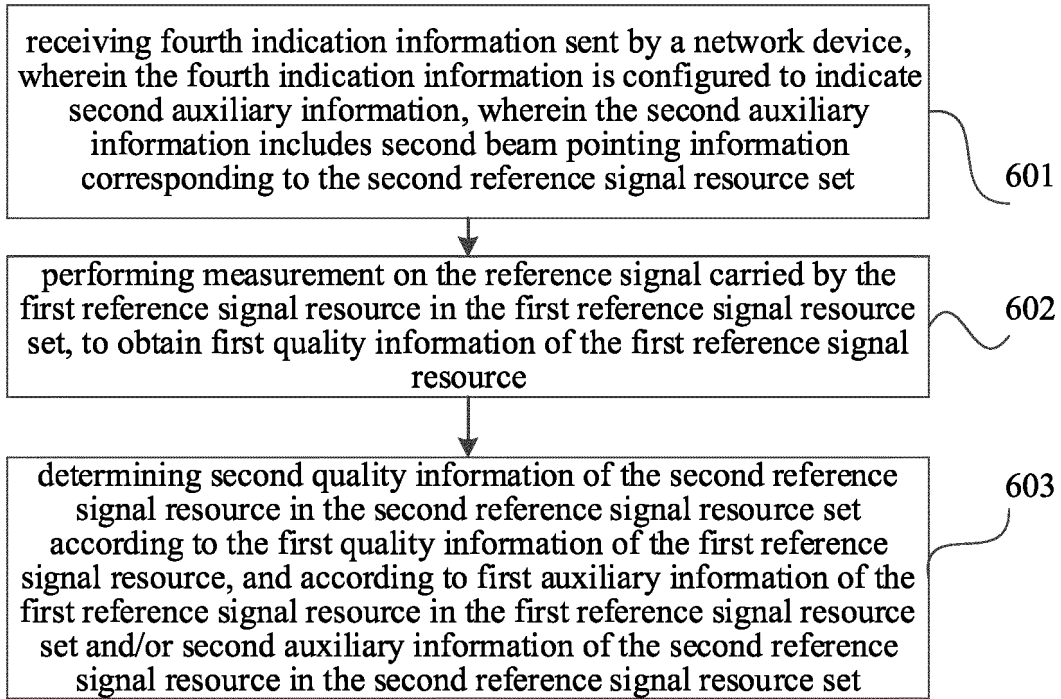 receiving fourth indication information sent by a network device,
wherein the fourth indication information is configured to indicate
second auxiliary information, wherein the second auxiliary
information includes second beam pointing information
corresponding to the second reference signal resource set
601
performing measurement on the reference signal carried by the
first reference signal resource in the first reference signal resource
set, to obtain first quality information of the first reference signal
resource
602
determining second quality information of the second reference
signal resource in the second reference signal resource set
according to the first quality information of the first reference
signal resource, and according to first auxiliary information of the
first reference signal resource in the first reference signal resource
set and/or second auxiliary information of the second reference
signal resource in the second reference signal resource set
603